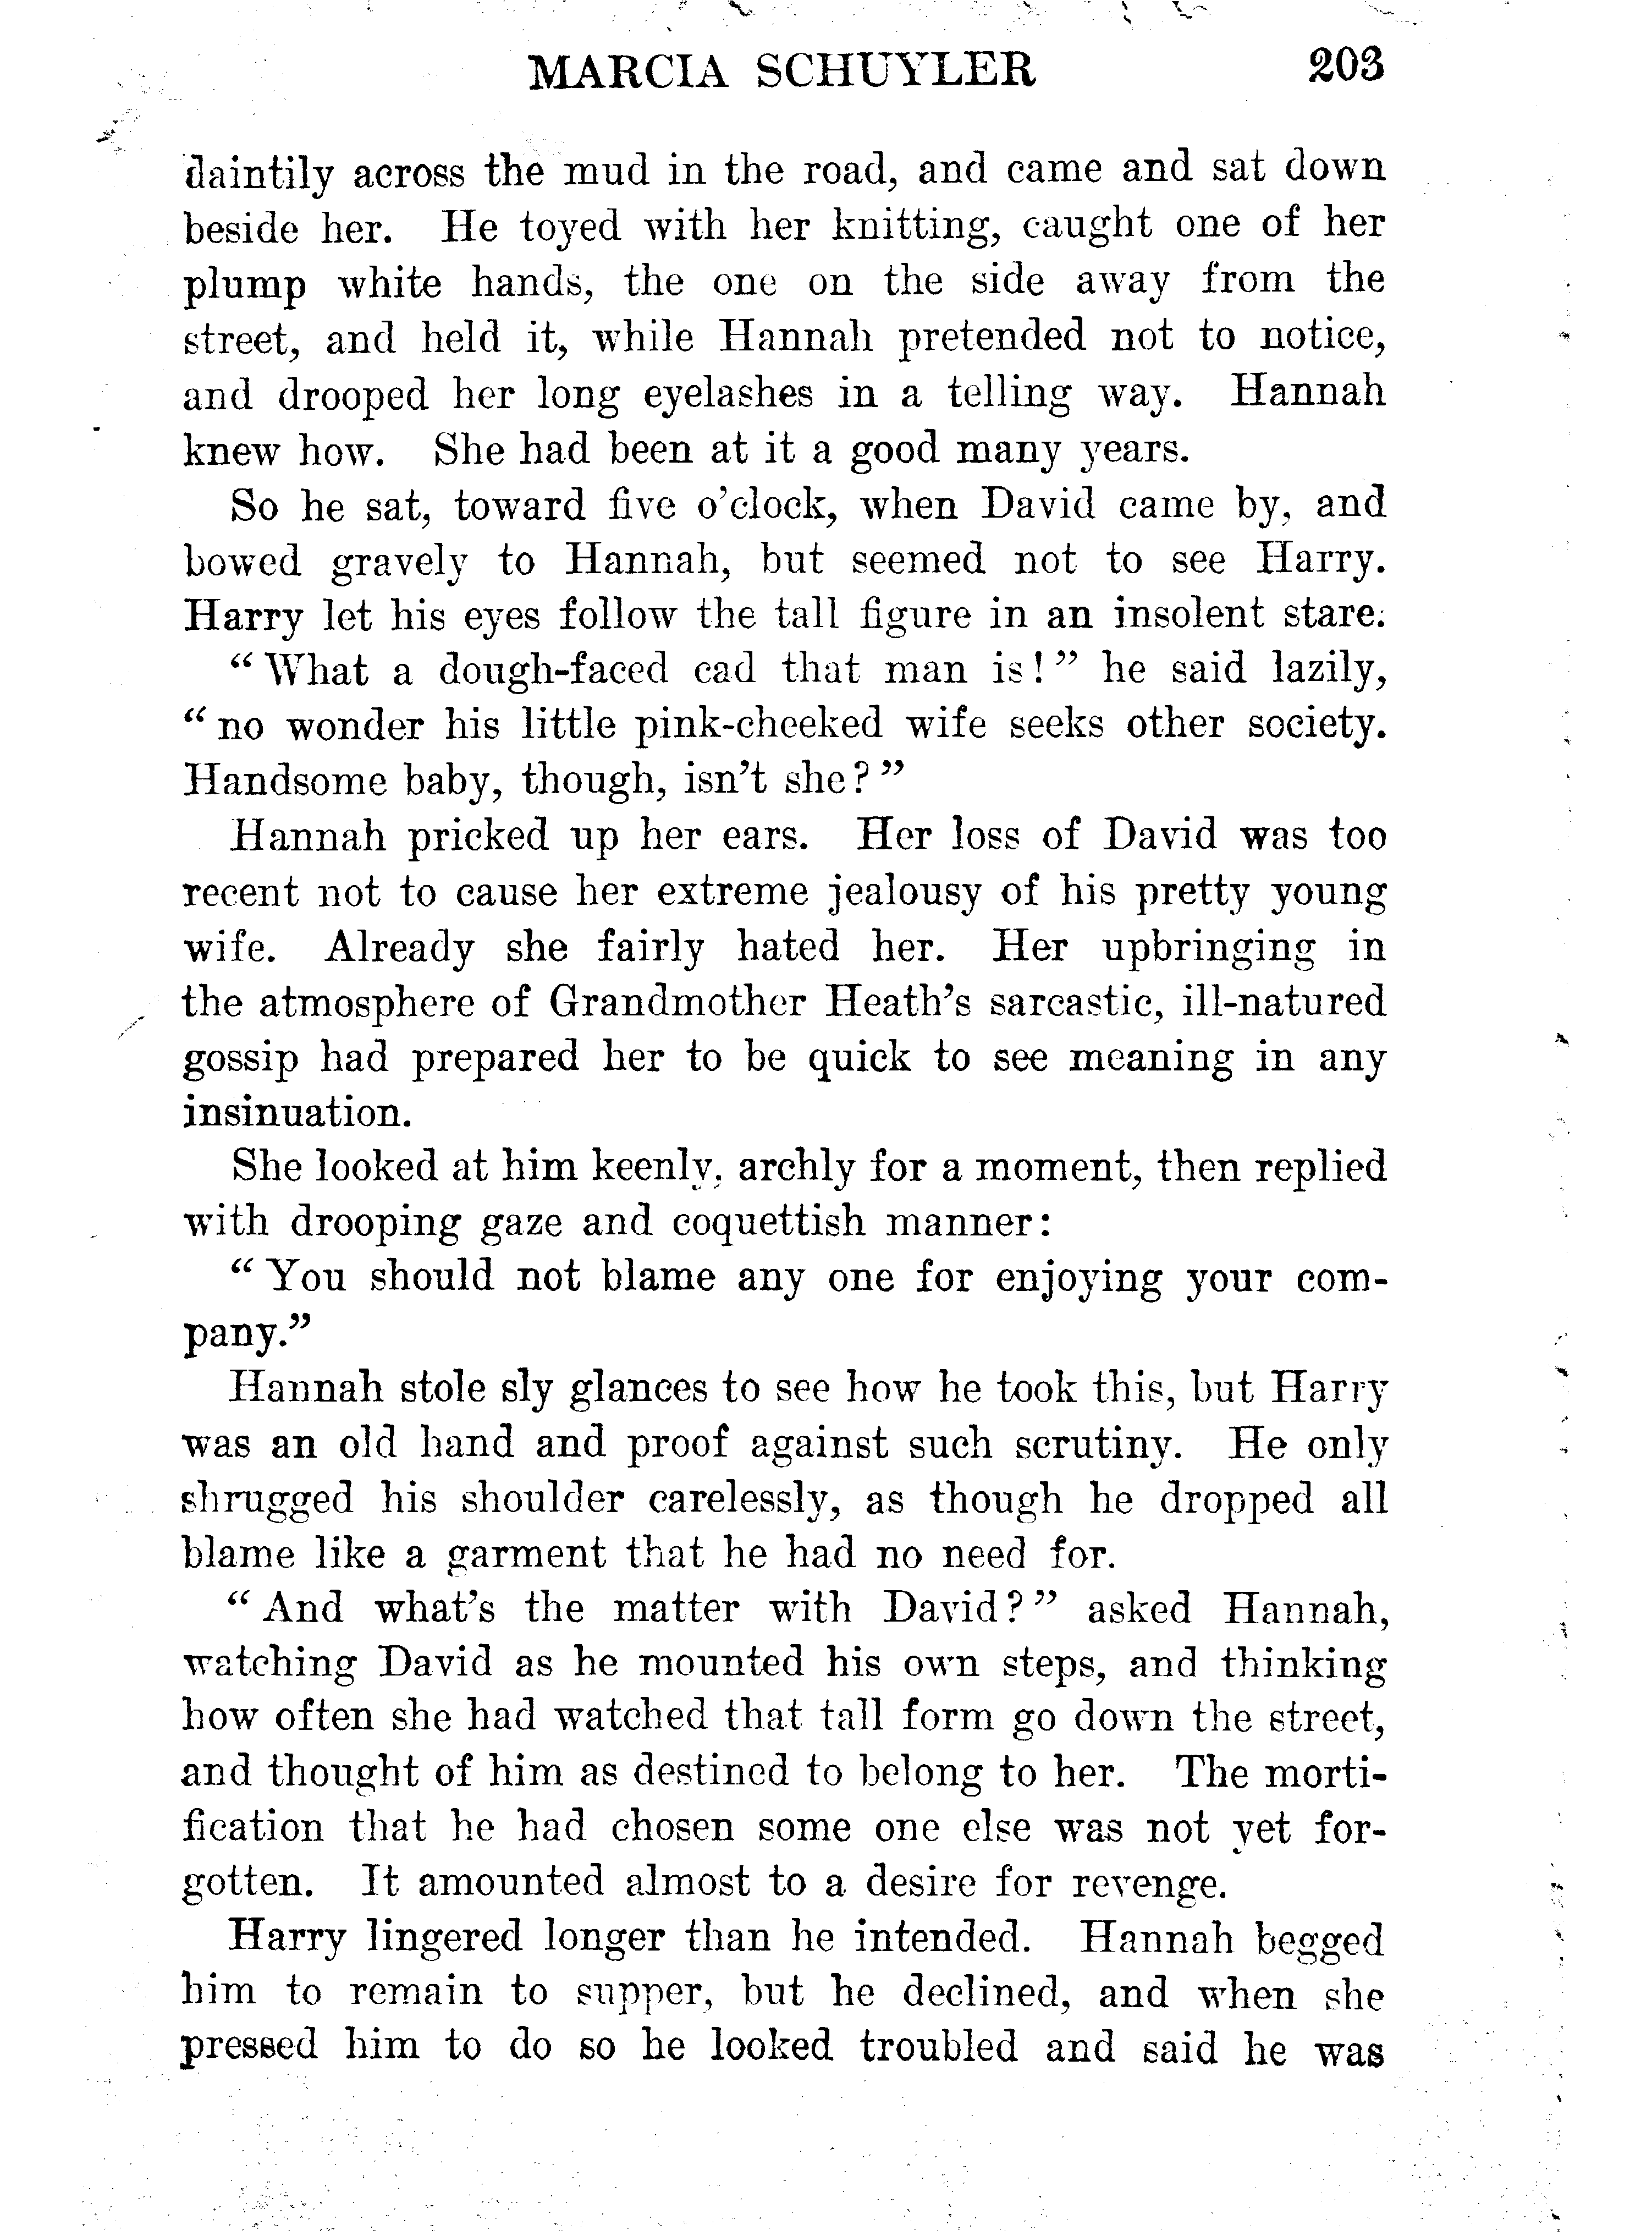 MARCIA SCHUYLER 203
daintily across the mud in the road, and came and sat down
beside her. He toyed with her knitting, caught one of her
plump white hands, the one on the side away from the
street, and held it, while Hannah pretended not to notice,
and drooped her long eyelashes in a telling way. Hannah
knew how. She had been at it a good many years.
So he sat, toward five o'clock, when David came by, and
bowed gravely to Hannah, but seemed not to see Harry.
Harry let his eyes follow the tall figure in an insolent stare.
“ What a dough-faced cad that man is! ” he said lazily,
“ no wonder his little pink-cheeked wife seeks other society.
Handsome baby, though, isn't she? ”
Hannah pricked up her ears. Her loss of David was too
recent not to cause her extreme jealousy of his pretty young
wife. Already she fairly hated her. Her upbringing in
the atmosphere of Grandmother Heath's sarcastic, ill-natured
gossip had prepared her to be quick to see meaning in any
insinuation.
She looked at him keenly, archly for a moment, then replied
with drooping gaze and coquettish manner:
“ You should not blame any one for enjoying your com-
pany.”
Hannah stole sly glances to see how he took this, but Harry
was an old hand and proof against such scrutiny. He only
shrugged his shoulder carelessly, as though he dropped all
blame like a garment that he had no need for.
“ And what's the matter with David? ” asked Hannah,
watching David as he mounted his own steps, and thinking
how often she had watched that tall form go down the street,
and thought of him as destined to belong to her. The morti-
fication that he had chosen some one else was not yet for-
gotten. It amounted almost to a desire for revenge.
Harry lingered longer than he intended. Hannah begged
him to remain to supper, but he declined, and when she
pressed him to do so he looked troubled and said he was